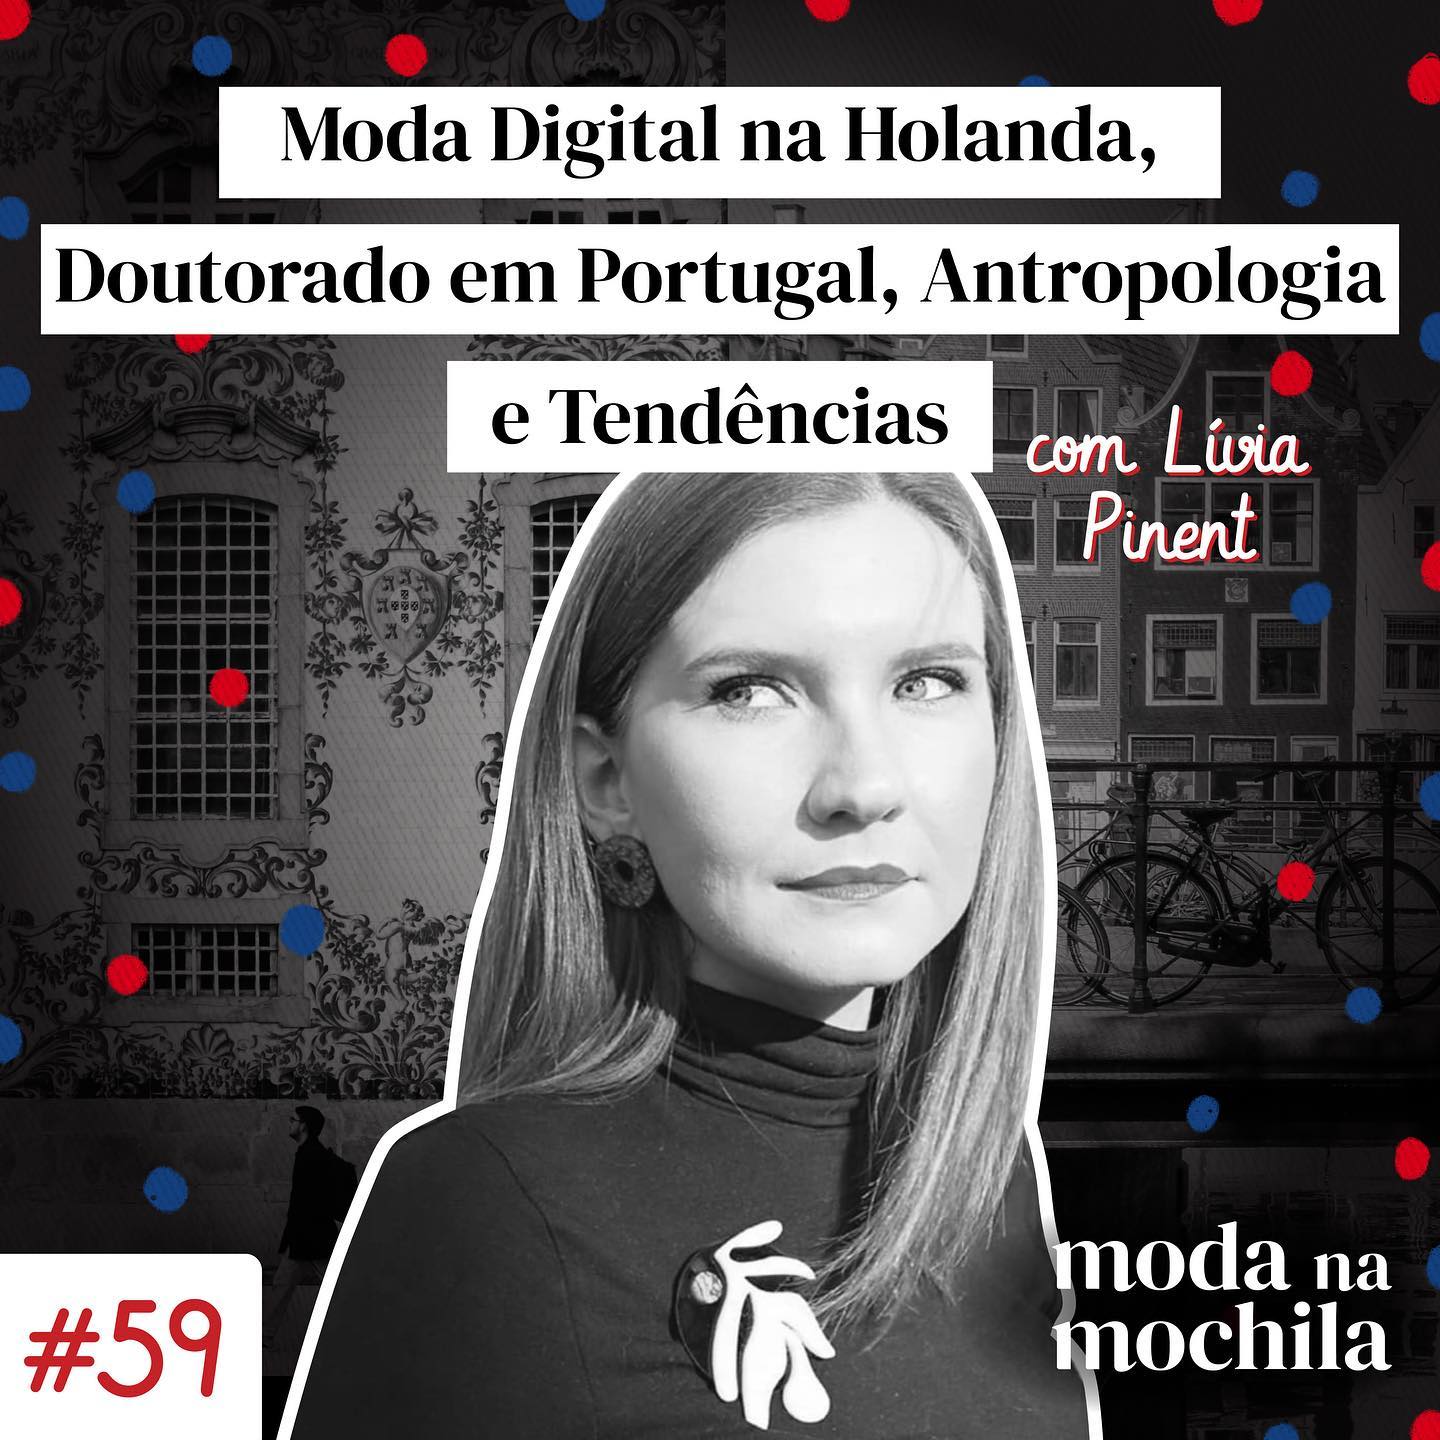 Moda Digital na Holanda,
Doutorado em Portugal, Antropologia
e Tendências
com Lívia
Pinent
#59
moda na
mochila